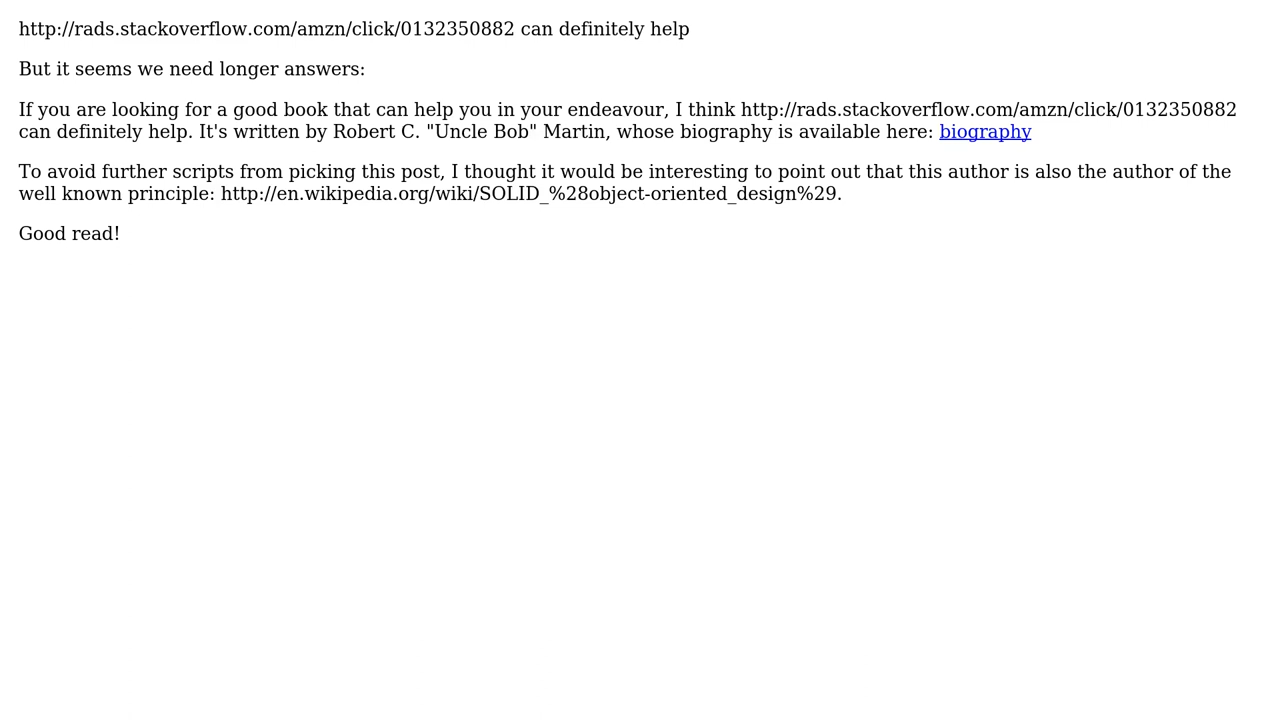 http://rads.stackoverflow.com/amzn/click/0132350882 can definitely help
But it seems we need longer answers:
If you are looking for a good book that can help you in your endeavour, I think http://rads.stackoverflow.com/amzn/click/0132350882
can definitely help. It's written by Robert C. "Uncle Bob" Martin, whose biography is available here: biography
To avoid further scripts from picking this post, I thought it would be interesting to point out that this author is also the author of the
well known principle: http://en.wikipedia.org/wiki/SOLID_%28object-oriented_design%29.
Good read!